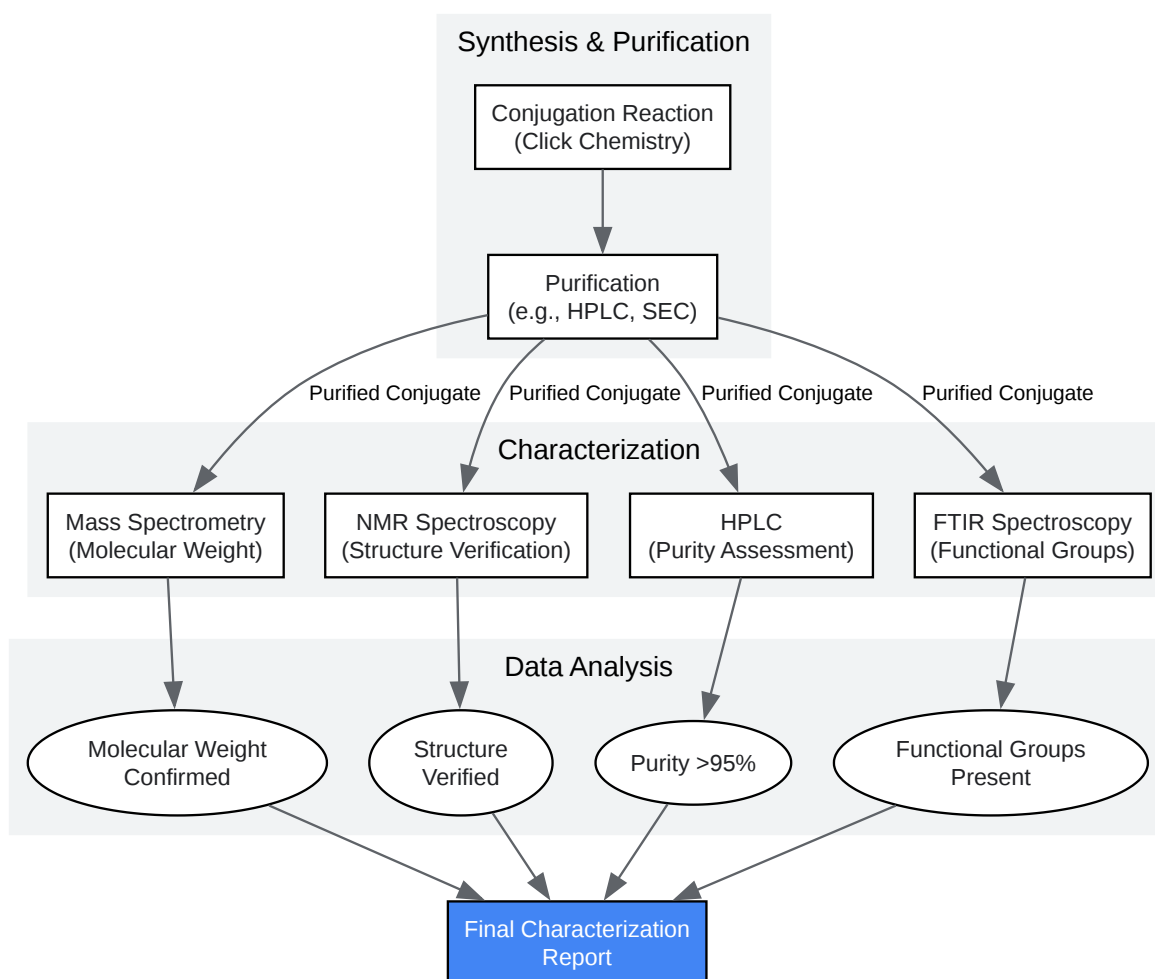 Synthesis & Purification
Conjugation Reaction
(Click Chemistry)
Purification
(e.g., HPLC, SEC)
Purified Conjugate
Purified Conjugate
Purified Conjugate
Purified Conjugate
Characterization
Mass Spectrometry
(Molecular Weight)
NMR Spectroscopy
(Structure Verification)
HPLC
(Purity Assessment)
FTIR Spectroscopy
(Functional Groups)
Data Analysis
Molecular Weight
Confirmed
Structure
Verified
Purity >95%
Functional Groups
Present
Final Characterization
Report